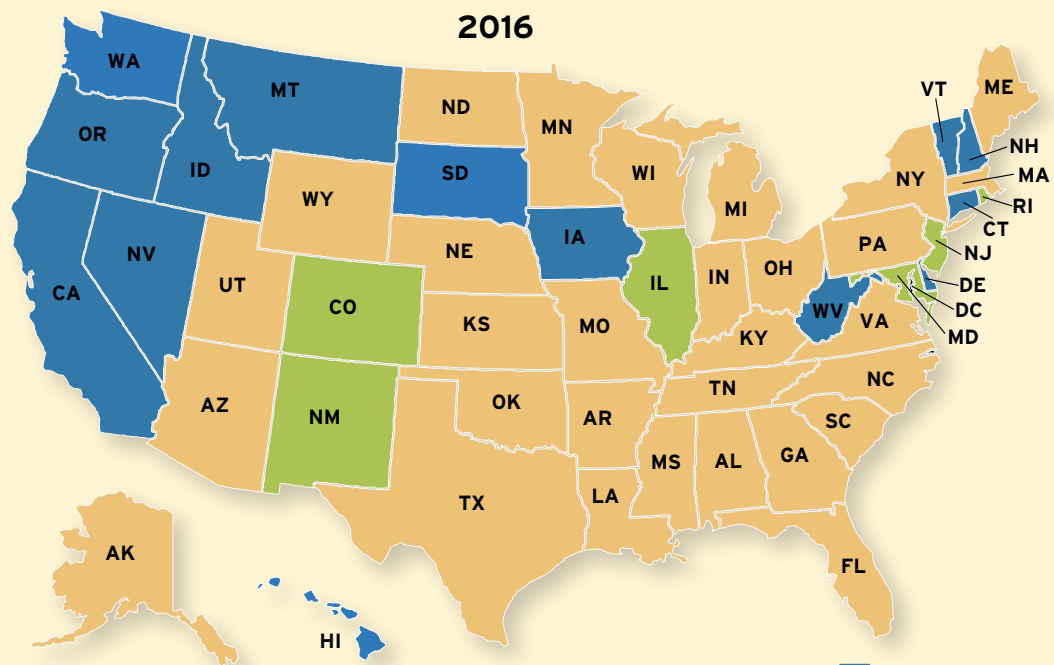 2016
WA
MT
ND
MN
VT
ME
OR
ID
SD
WI
NH
MA
NY
RI
CT
WY
MI
NV
IA
PA
NJ
NE
CA
UT
IL
IN
OH
DE
DC
CO
WV
MD
KS
MO
VA
KY
AZ
NM
OK
TN
NC
AR
SC
MS
AL
GA
TX
LA
AK
FL
HI